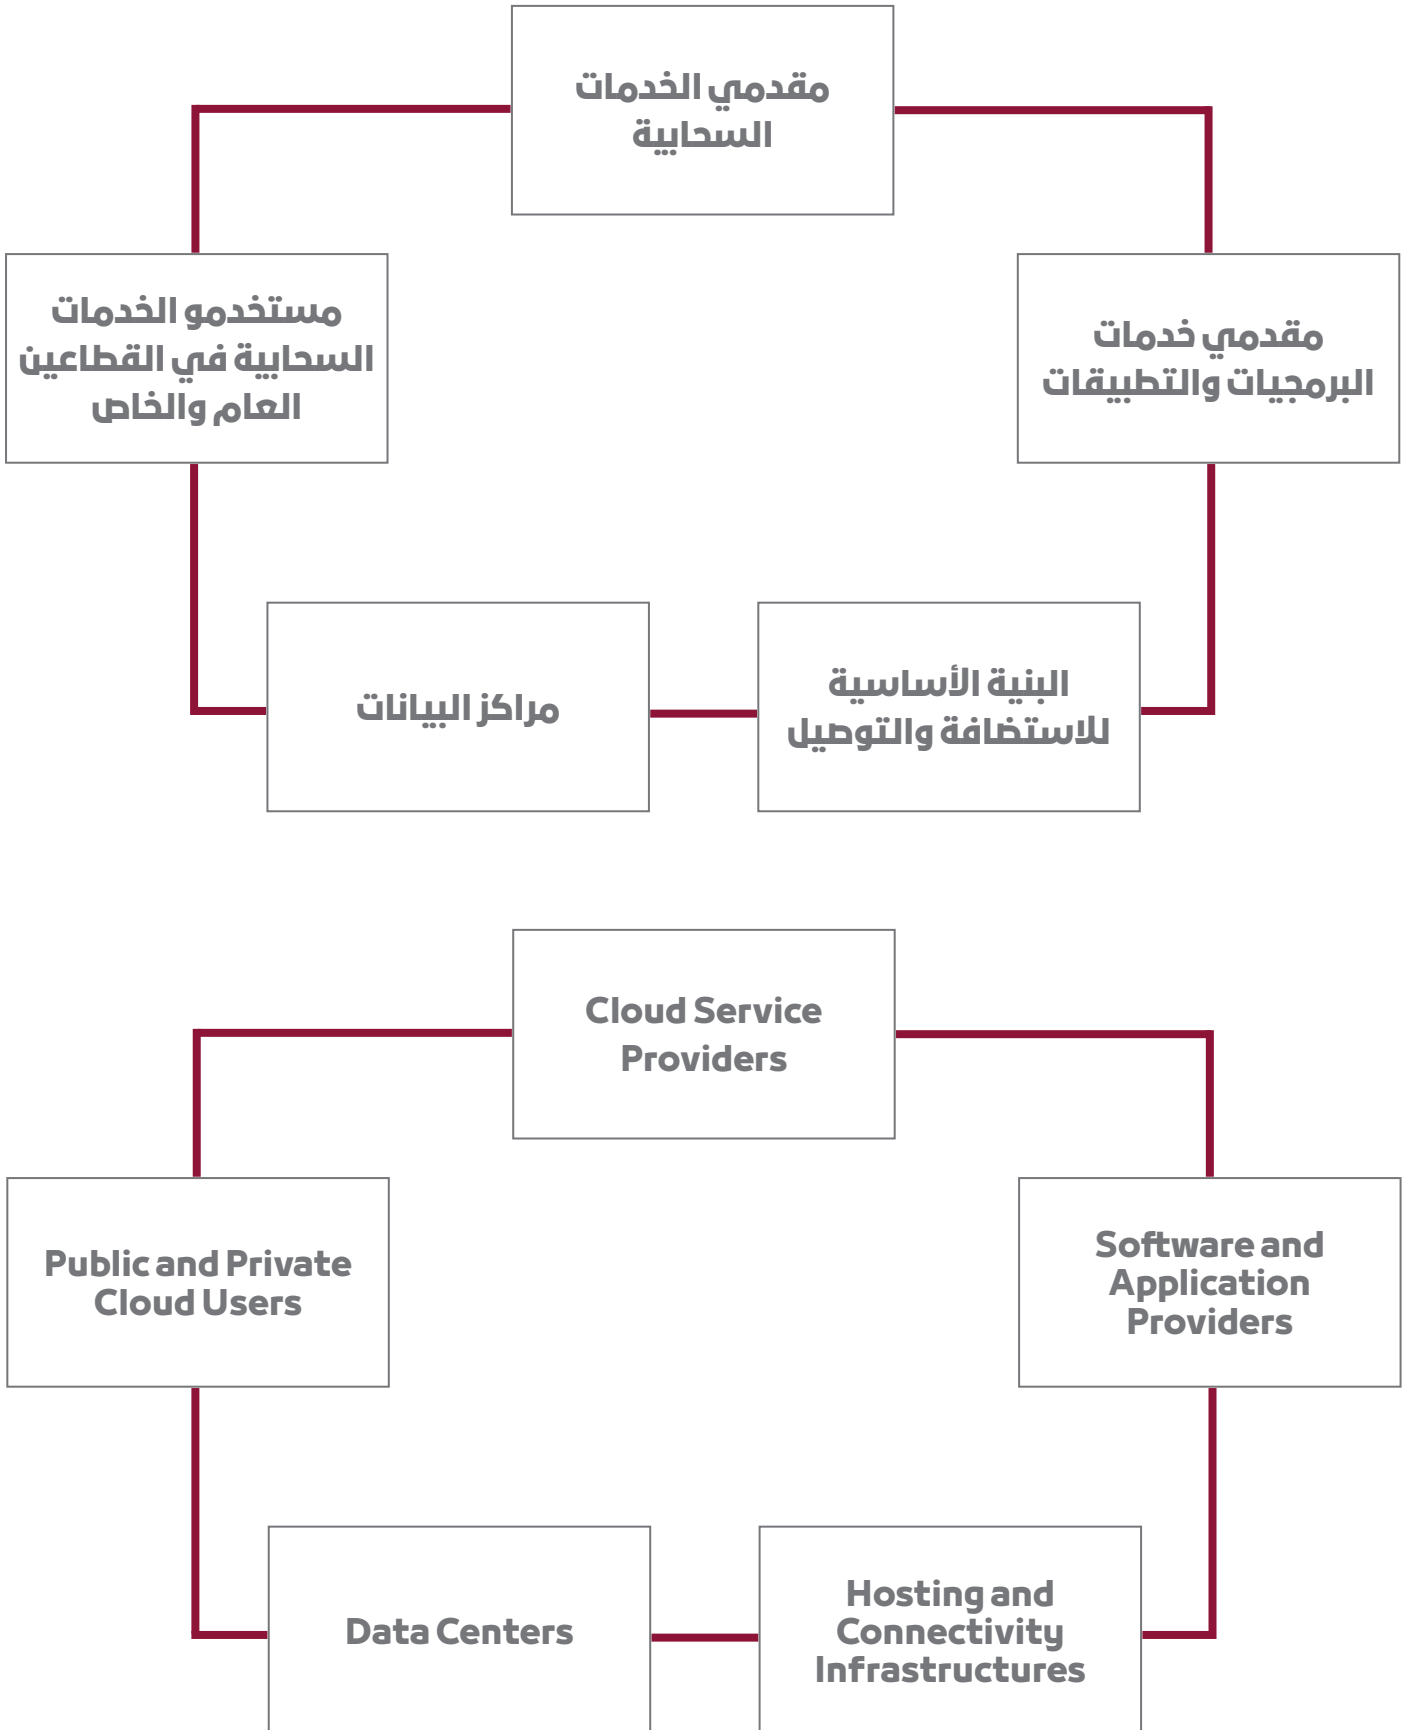 مقدمي الخدمات
السحابية
مقدمي خدمات
البرمجيات والتطبيقات
مستخدمو الخدمات
السحابية في القطاعين
العام والخاص
البنية الأساسية
للاستضافة والتوصيل
مراكز البيانات
Cloud Service
Providers
Public and Private
Cloud Users
Software and
Application
Providers
Data Centers
Hosting and
Connectivity
Infrastructures